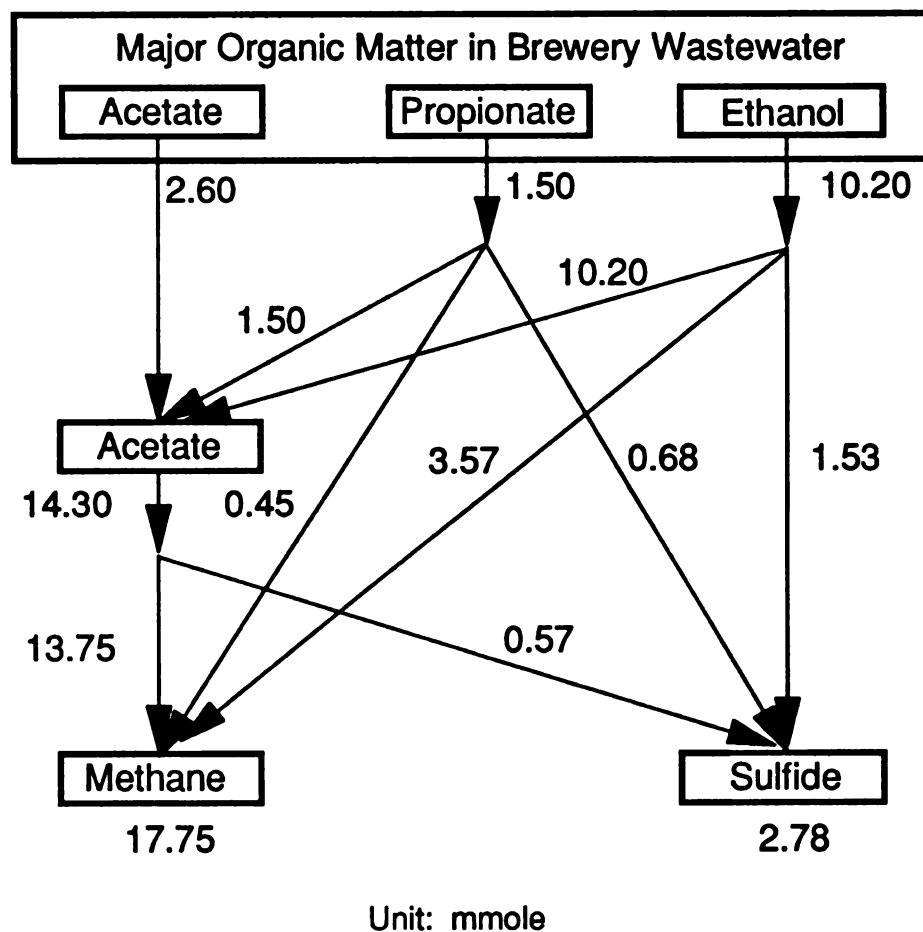 Major Organic Matter in Brewery Wastewater
Acetate Propionate Ethanol
2.60 1.50 10.20
10.20
1.50
Acetate
3.57 0.68 1.53
14.30 0.45
13.75 0.57
Methane Sulfide
17.75 2.78
Unit: mmole